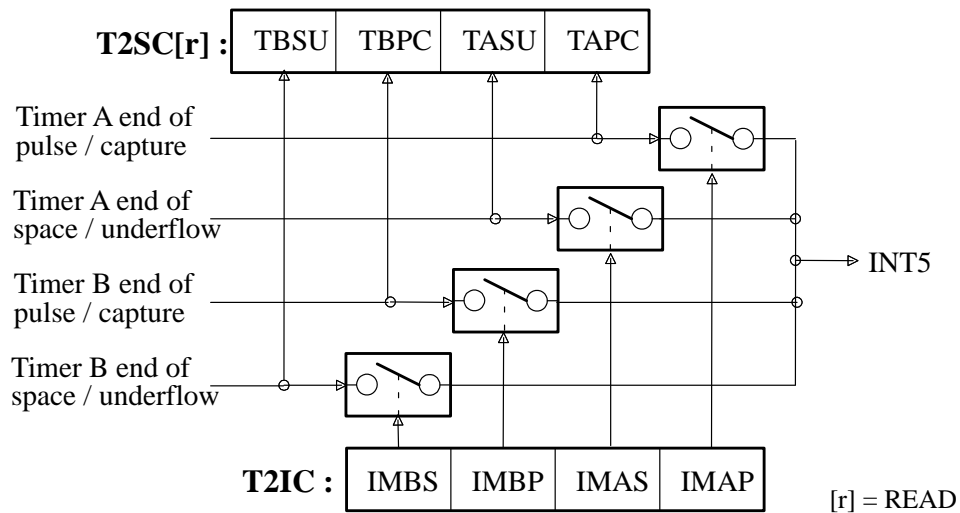 T2SC[r] : TBSU TBPC TASU TAPC
Timer A end of
pulse / capture
Timer A end of
space / underflow
INT5
Timer B end of
pulse / capture
Timer B end of
space / underflow
T2IC : IMBS IMBP IMAS IMAP
[r] = READ